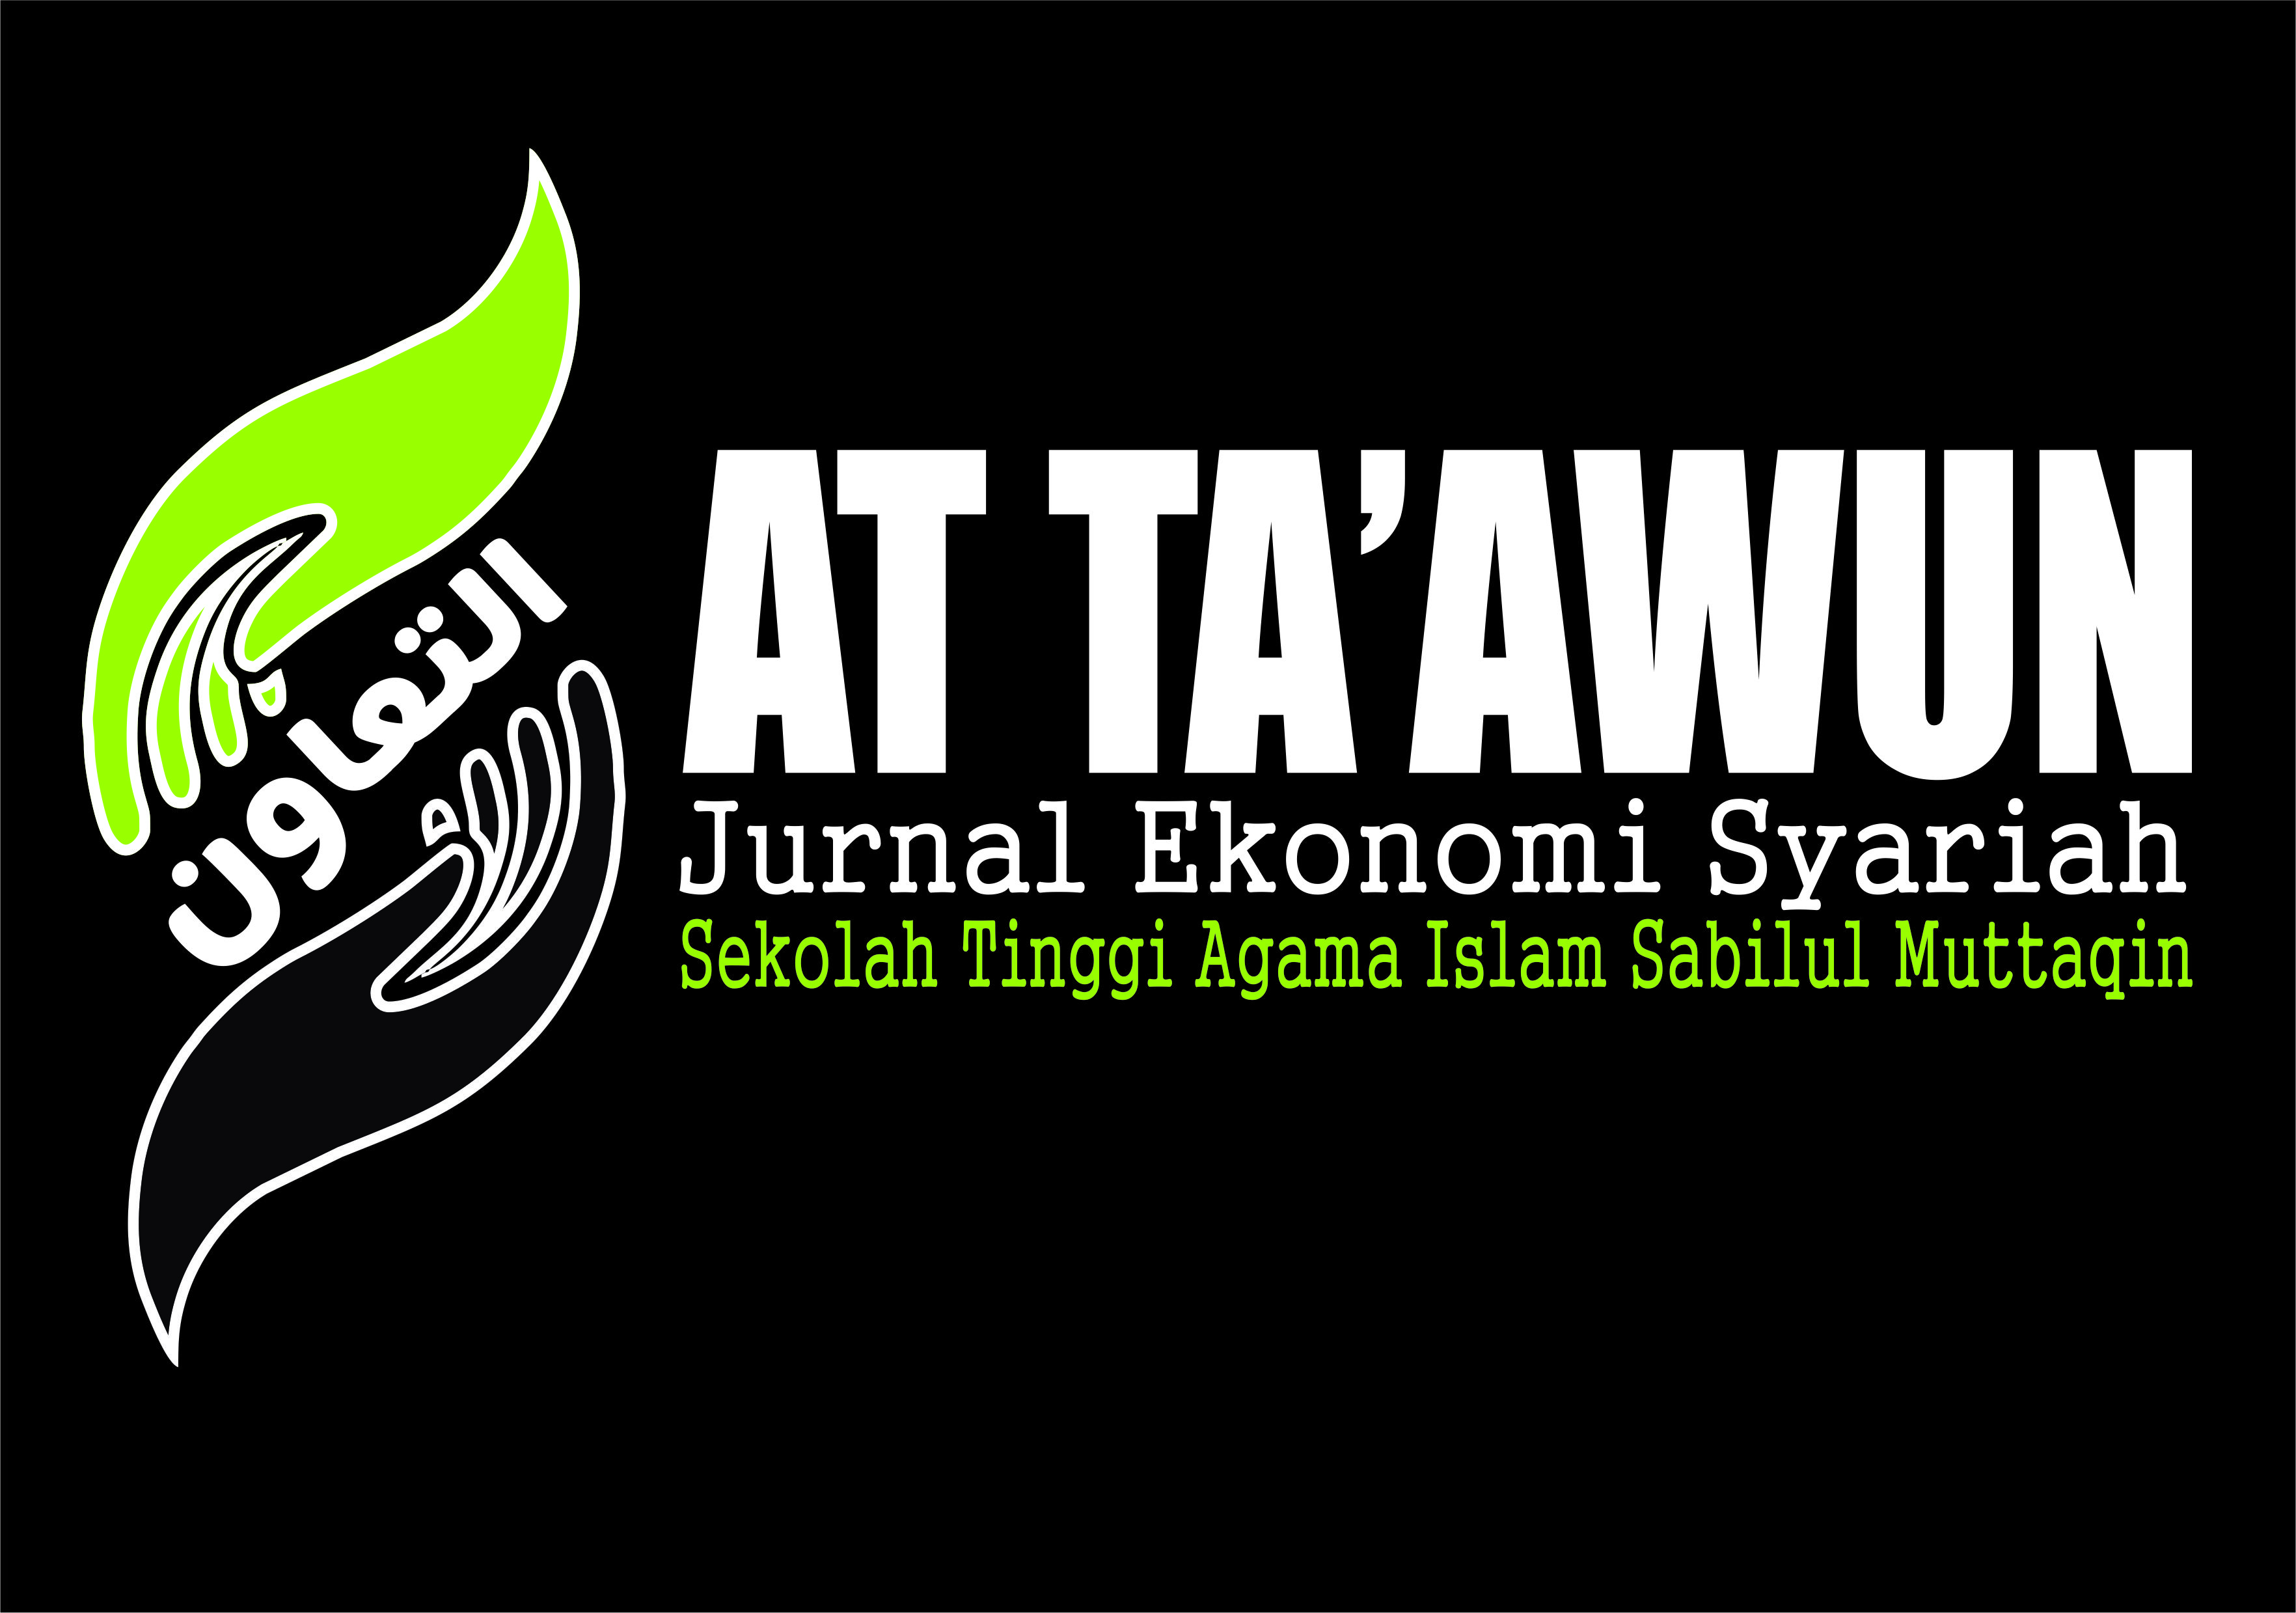 التعاون
AT TA’AWUN
Jurnal Ekonomi Syariah
Sekolah Tinggi Agama Islam Sabilul Muttaqin